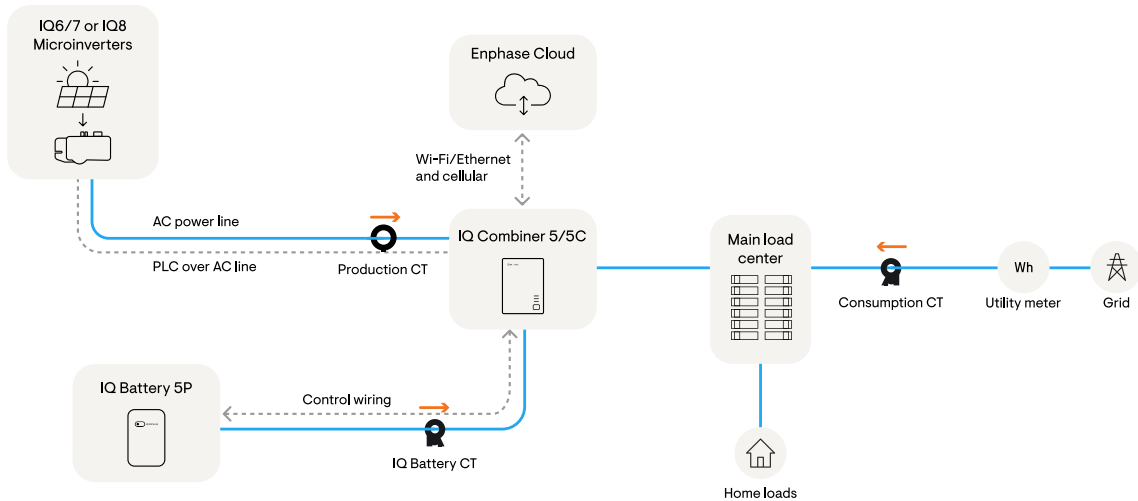 IQ6/7 or IQ8
Microinverters
Enphase Cloud
Wi-Fi/Ethernet
and cellular
AC power line
PLC over AC line
Production CT
IQ Combiner 5/5C
Main load
center
Consumption CT
Wh
Utility meter
Grid
IQ Battery 5P
Control wiring
IQ Battery CT
Home loads